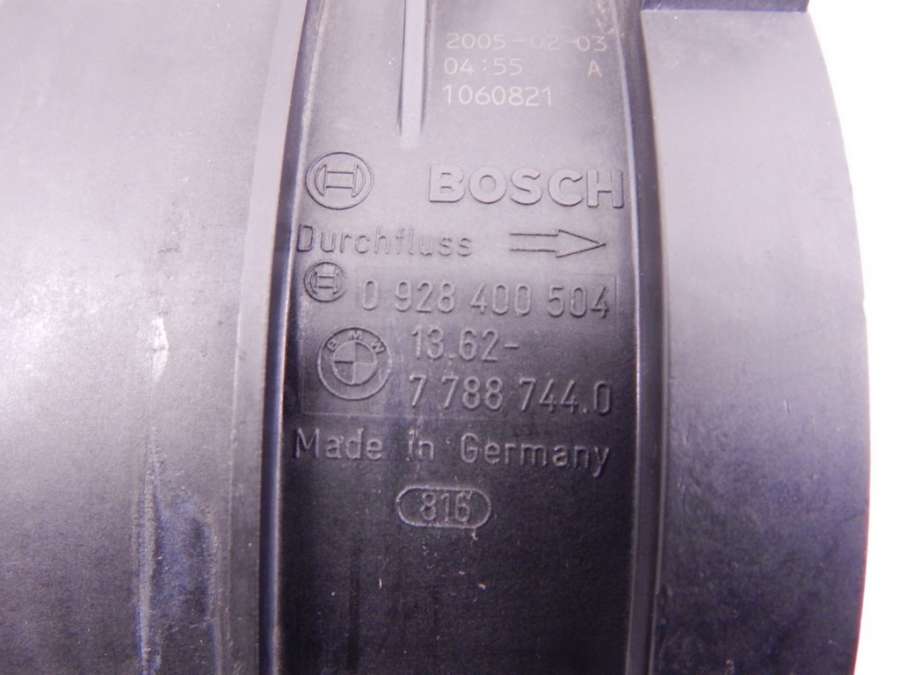 2005-02-03
04:55 A
1060821
BOSCH
Durchfluss
0 928 400 504
BMW
13.62-
7 788 744.0
Made in Germany
816